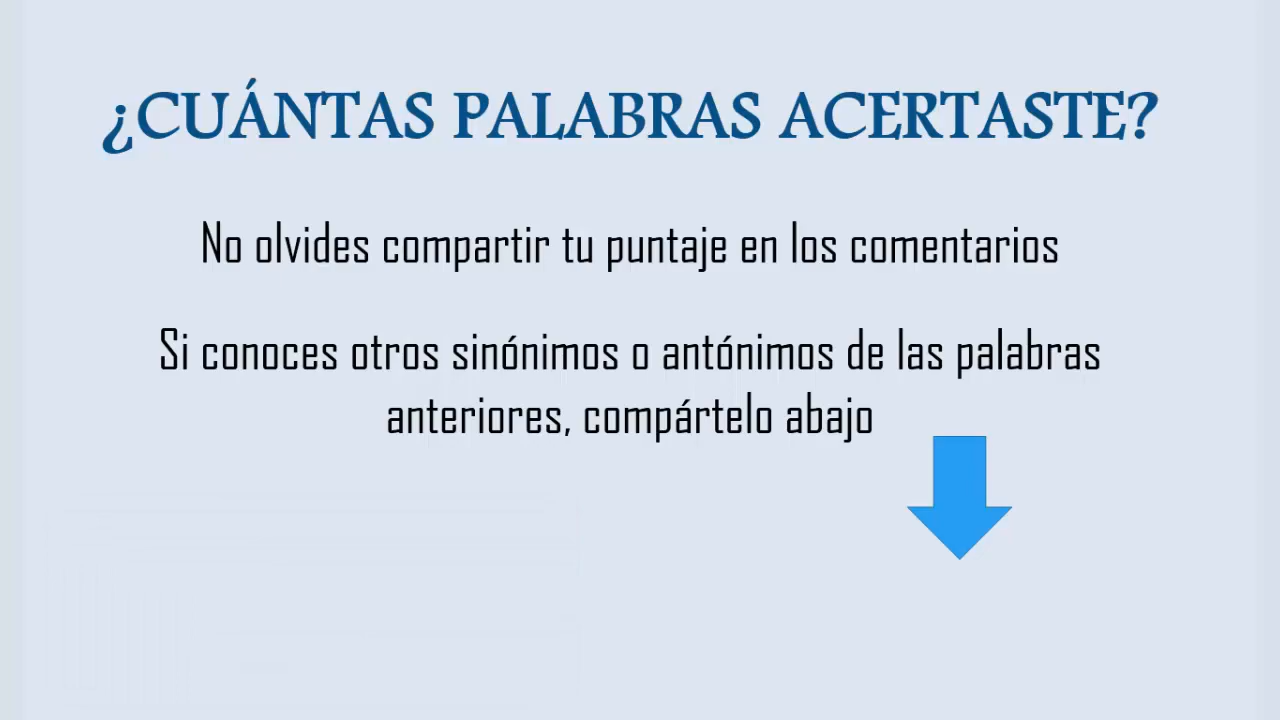 ¿CUÁNTAS PALABRAS ACERTASTE?
No olvides compartir tu puntaje en los comentarios
Si conoces otros sinónimos o antónimos de las palabras
anteriores, compártelo abajo